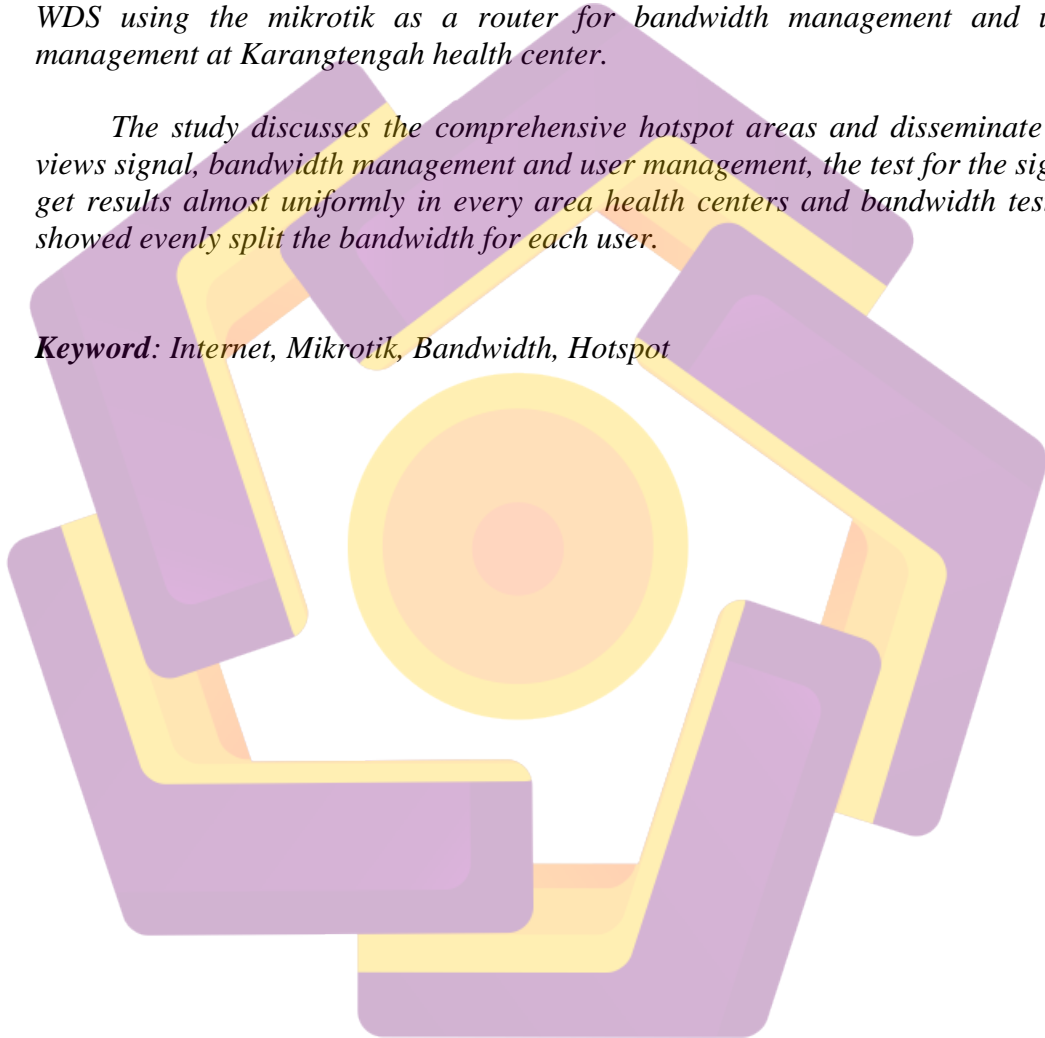 WDS using the mikrotik as a router for bandwidth management and u
management at Karangtengah health center.
The study discusses the comprehensive hotspot areas and disseminate
views signal, bandwidth management and user management, the test for the sig
get results almost uniformly in every area health centers and bandwidth tes
showed evenly split the bandwidth for each user.
Keyword: Internet, Mikrotik, Bandwidth, Hotspot